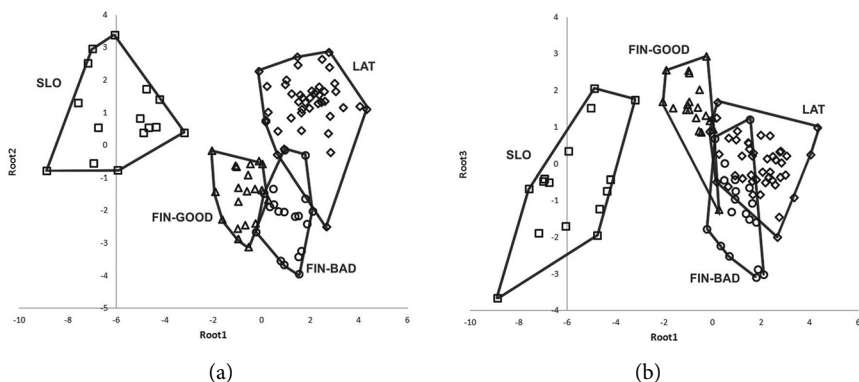 4
3
2
1
0
-1
-2
-3
-4
-5
-10 -8 -6 -4 -2 0 2 4 6
Root2
Root1
SLO
LAT
FIN-GOOD
FIN-BAD
(a)
4
3
2
1
0
-1
-2
-3
-4
-10 -8 -6 -4 -2 0 2 4 6
Root3
Root1
FIN-GOOD
LAT
SLO
FIN-BAD
(b)